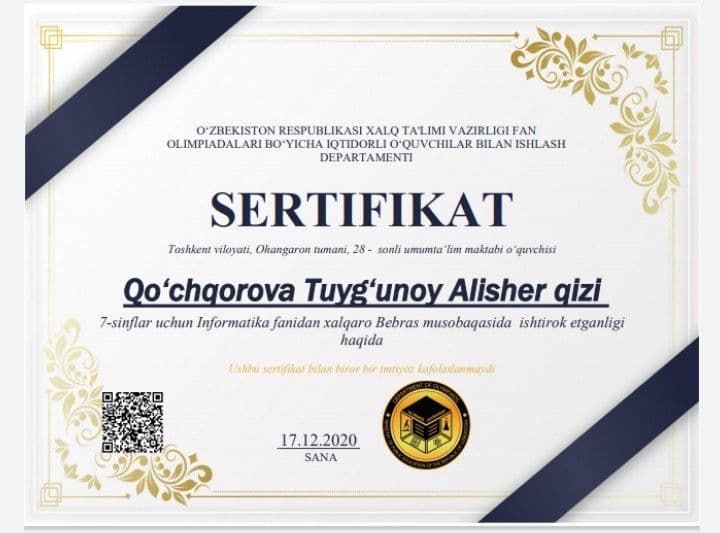 O‘ZBEKISTON RESPUBLIKASI XALQ TA'LIMI VAZIRLIGI FAN
OLIMPIADALARI BO‘YICHA IQTIDORLI O‘QUVCHILAR BILAN ISHLASH
DEPARTAMENTI
SERTIFIKAT
Toshkent viloyati, Ohangaron tumani, 28 - sonli umumta’lim maktabi o‘quvchisi
Qo‘chqorova Tuyg‘unoy Alisher qizi
7-sinflar uchun Informatika fanidan xalqaro Bebras musobaqasida ishtirok etganligi
haqida
Ushbu sertifikat bilan biror bir imtiyoz kafolatlanmaydi
DEPARTMENT OF OLYMPIADS
17.12.2020
SANA